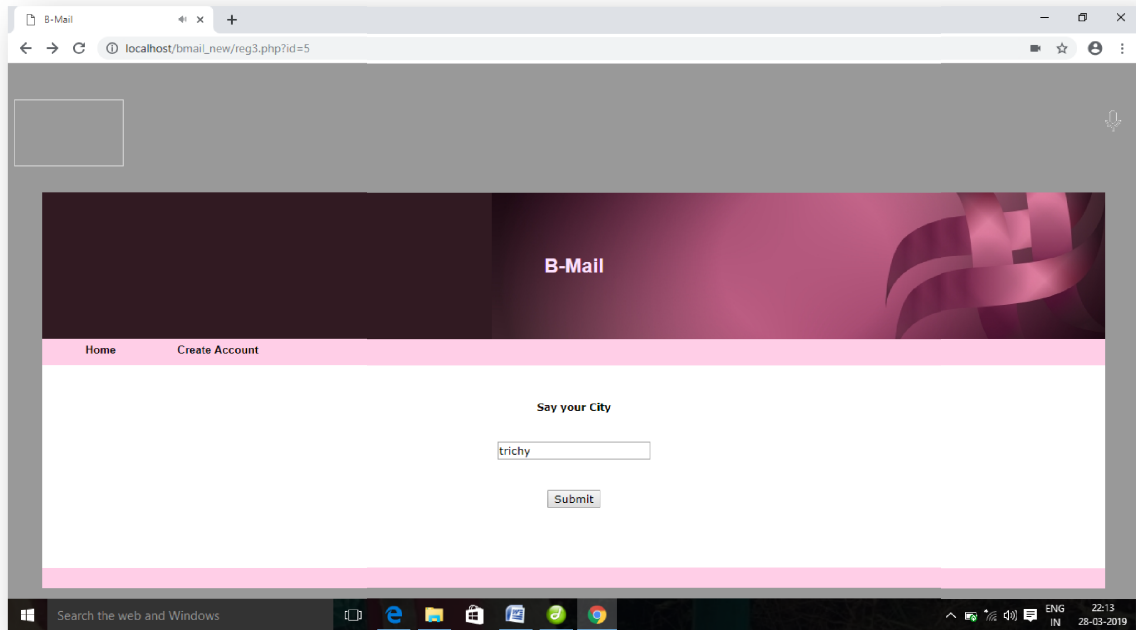 B-Mail
localhost/bmail_new/reg3.php?id=5
B-Mail
Home Create Account
Say your City
trichy
Submit
Search the web and Windows
ENG 22:13
IN 28-03-2019